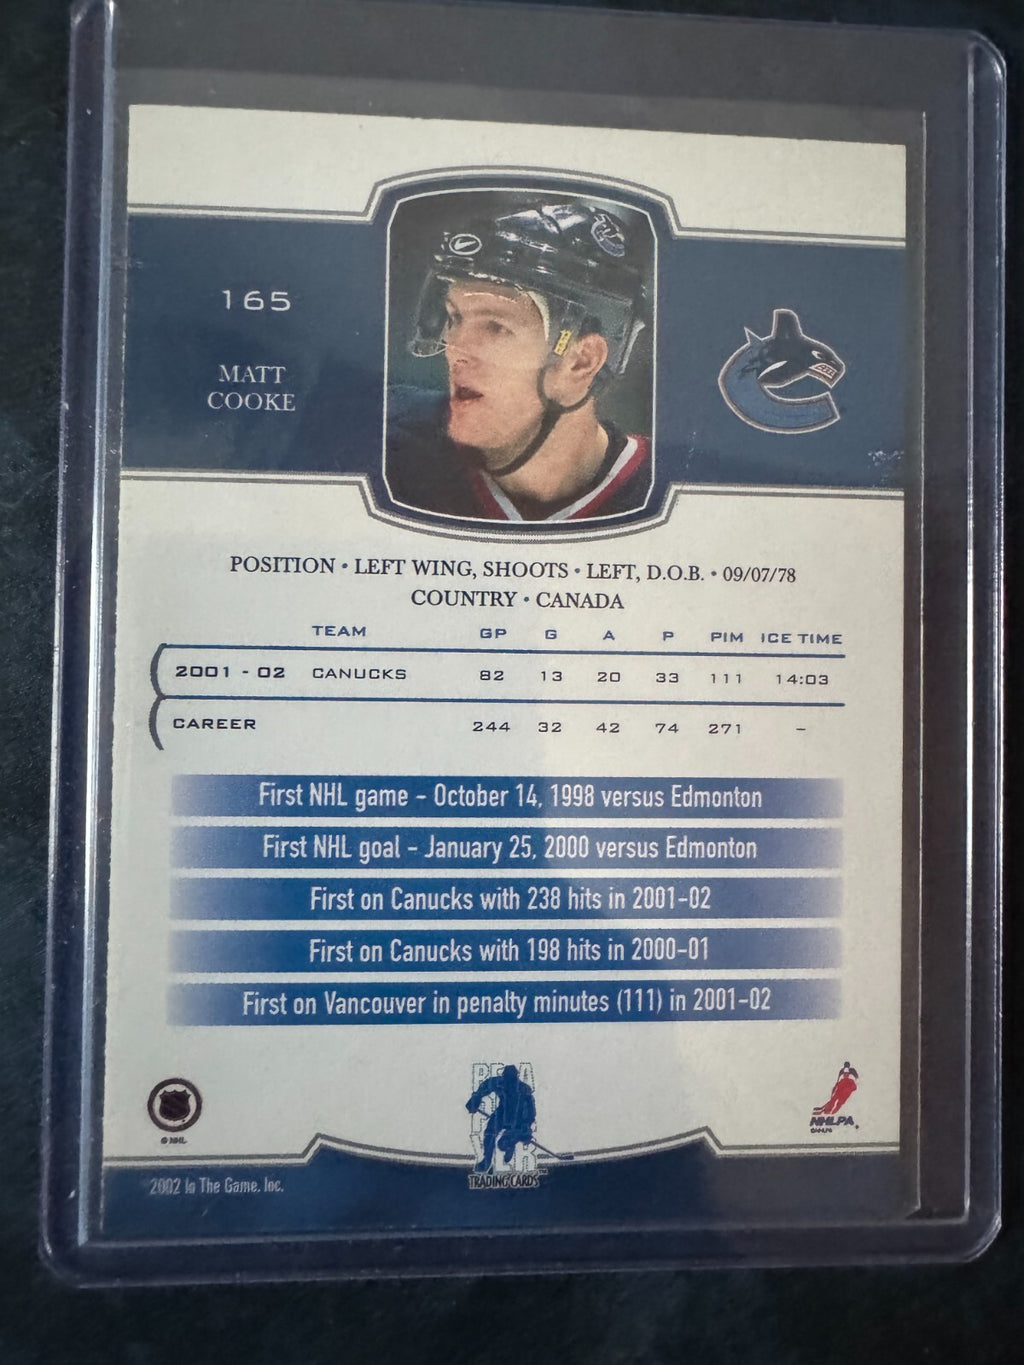 165
MATT
COOKE
POSITION • LEFT WING, SHOOTS • LEFT, D.O.B. • 09/07/78
COUNTRY • CANADA
TEAM GP G A P PIM ICE TIME
2001 - 02 CANUCKS 82 13 20 33 111 14:03
CAREER 244 32 42 74 271 –
First NHL game – October 14, 1998 versus Edmonton
First NHL goal – January 25, 2000 versus Edmonton
First on Canucks with 238 hits in 2001-02
First on Canucks with 198 hits in 2000-01
First on Vancouver in penalty minutes (111) in 2001-02
BE A
PLAYER
TRADING CARDS™
© NHL
NHLPA
2002 In The Game, Inc.